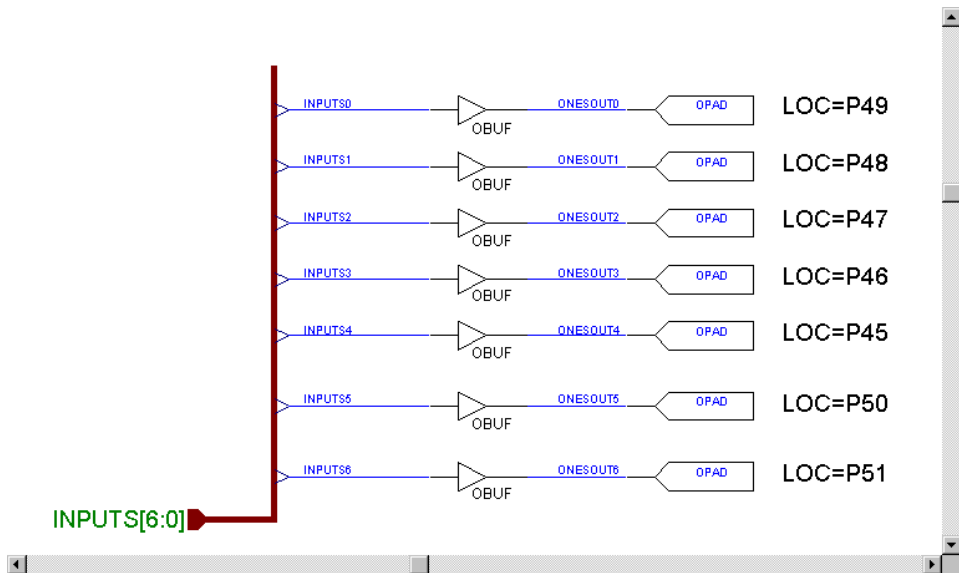 INPUTS0 ONESOUT0 OPAD LOC=P49
OBUF
INPUTS1 ONESOUT1 OPAD LOC=P48
OBUF
INPUTS2 ONESOUT2 OPAD LOC=P47
OBUF
INPUTS3 ONESOUT3 OPAD LOC=P46
OBUF
INPUTS4 ONESOUT4 OPAD LOC=P45
OBUF
INPUTS5 ONESOUT5 OPAD LOC=P50
OBUF
INPUTS6 ONESOUT6 OPAD LOC=P51
OBUF
INPUTS[6:0]